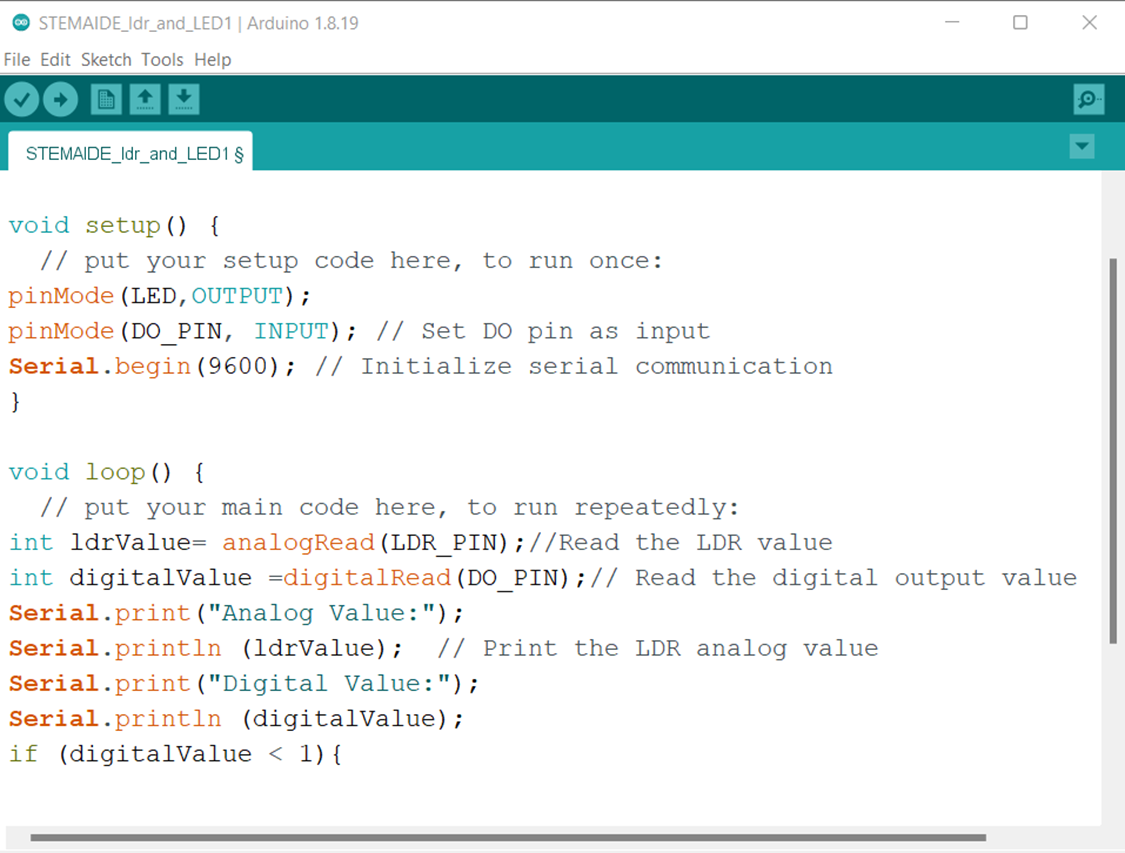 STEMAIDE_ldr_and_LED1 | Arduino 1.8.19
File Edit Sketch Tools Help
STEMAIDE_ldr_and_LED1 §
void setup() {
  // put your setup code here, to run once:
pinMode(LED,OUTPUT);
pinMode(DO_PIN, INPUT); // Set DO pin as input
Serial.begin(9600); // Initialize serial communication
}
void loop() {
  // put your main code here, to run repeatedly:
int ldrValue= analogRead(LDR_PIN);//Read the LDR value
int digitalValue =digitalRead(DO_PIN);// Read the digital output value
Serial.print("Analog Value:");
Serial.println (ldrValue);  // Print the LDR analog value
Serial.print("Digital Value:");
Serial.println (digitalValue);
if (digitalValue < 1){